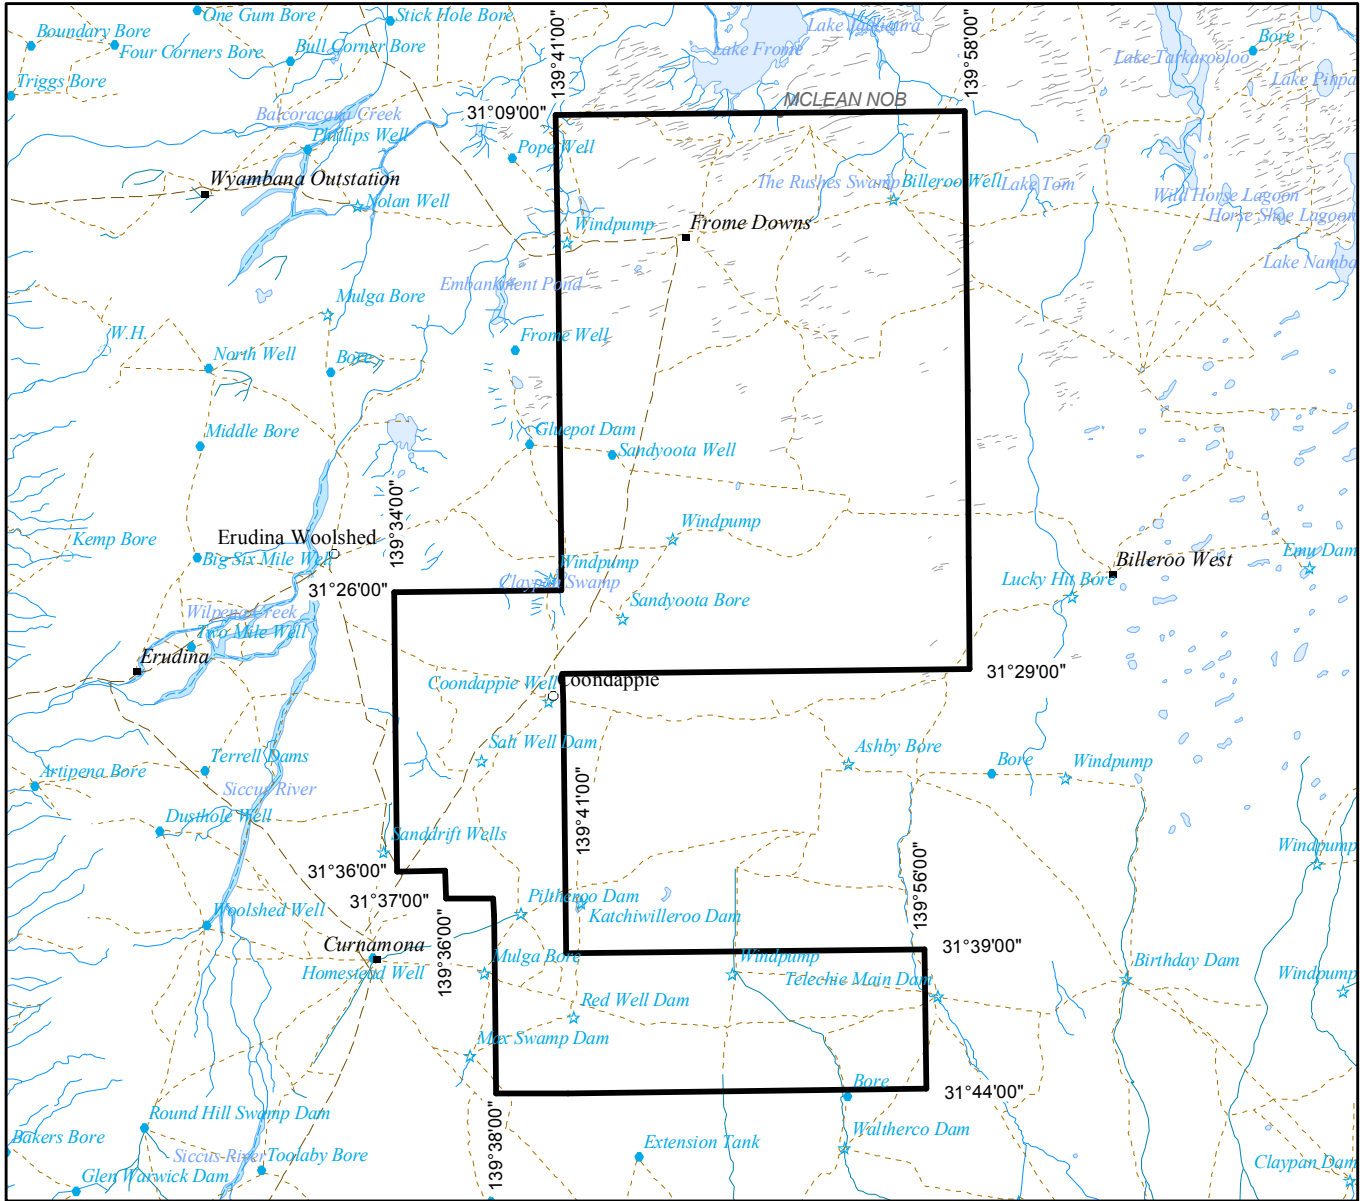 One Gum Bore
Stick Hole Bore
Boundary Bore
Four Corners Bore
Bull Corner Bore
Triggs Bore
139°41'00"
Lake Frome
139°58'00"
Bore
Lake Tarkarooloo
Lake Pinpa
31°09'00"
MCLEAN NOB
Balcoracana Creek
Phillips Well
Pope Well
Wyambana Outstation
Nolan Well
The Rushes Swamp
Billeroo Well
Lake Tom
Wild Horse Lagoon
Horse Shoe Lagoon
Windpump
Frome Downs
Lake Namba
Embankment Pond
Mulga Bore
W.H.
Frome Well
North Well
Bore
Middle Bore
Gluepot Dam
Sandyoota Well
139°34'00"
Windpump
Erudina Woolshed
Kemp Bore
Big Six Mile Well
Windpump
Claypan Swamp
Billeroo West
Emu Dam
Lucky Hit Bore
31°26'00"
Sandyoota Bore
Wilpena Creek
Two Mile Well
Erudina
31°29'00"
Coondappie Well
Coondappie
Salt Well Dam
Ashby Bore
Bore
Windpump
Terrell Dams
Artipena Bore
Siccus River
139°41'00"
Dusthole Well
Sanddrift Wells
Windpump
31°36'00"
139°56'00"
31°37'00"
Piltheroo Dam
Katchiwilleroo Dam
Woolshed Well
Curnamona
139°36'00"
31°39'00"
Homestead Well
Mulga Bore
Windpump
Telechie Main Dam
Birthday Dam
Windpump
Red Well Dam
Max Swamp Dam
Bore
31°44'00"
Round Hill Swamp Dam
139°38'00"
Bakers Bore
Siccus River
Toolaby Bore
Extension Tank
Waltherco Dam
Claypan Dam
Glen Warwick Dam